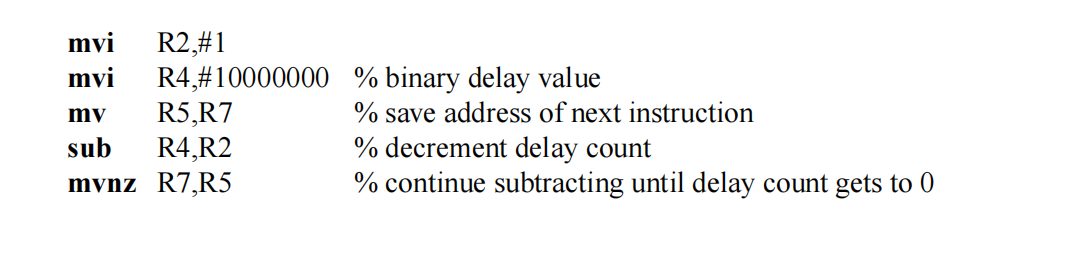 mvi R2,#1
mvi R4,#10000000 % binary delay value
mv R5,R7 % save address of next instruction
sub R4,R2 % decrement delay count
mvnz R7,R5 % continue subtracting until delay count gets to 0